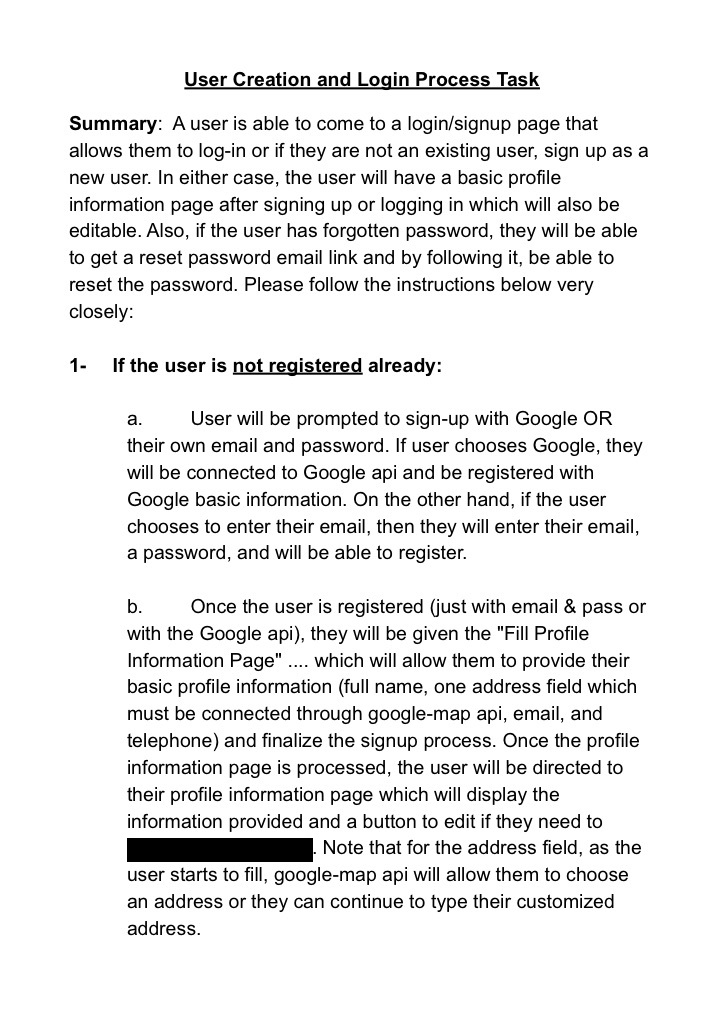 User Creation and Login Process Task
Summary:  A user is able to come to a login/signup page that
allows them to log-in or if they are not an existing user, sign up as a
new user. In either case, the user will have a basic profile
information page after signing up or logging in which will also be
editable. Also, if the user has forgotten password, they will be able
to get a reset password email link and by following it, be able to
reset the password. Please follow the instructions below very
closely:
1- If the user is not registered already:
a. User will be prompted to sign-up with Google OR
their own email and password. If user chooses Google, they
will be connected to Google api and be registered with
Google basic information. On the other hand, if the user
chooses to enter their email, then they will enter their email,
a password, and will be able to register.
b. Once the user is registered (just with email & pass or
with the Google api), they will be given the "Fill Profile
Information Page" .... which will allow them to provide their
basic profile information (full name, one address field which
must be connected through google-map api, email, and
telephone) and finalize the signup process. Once the profile
information page is processed, the user will be directed to
their profile information page which will display the
information provided and a button to edit if they need to
. Note that for the address field, as the
user starts to fill, google-map api will allow them to choose
an address or they can continue to type their customized
address.